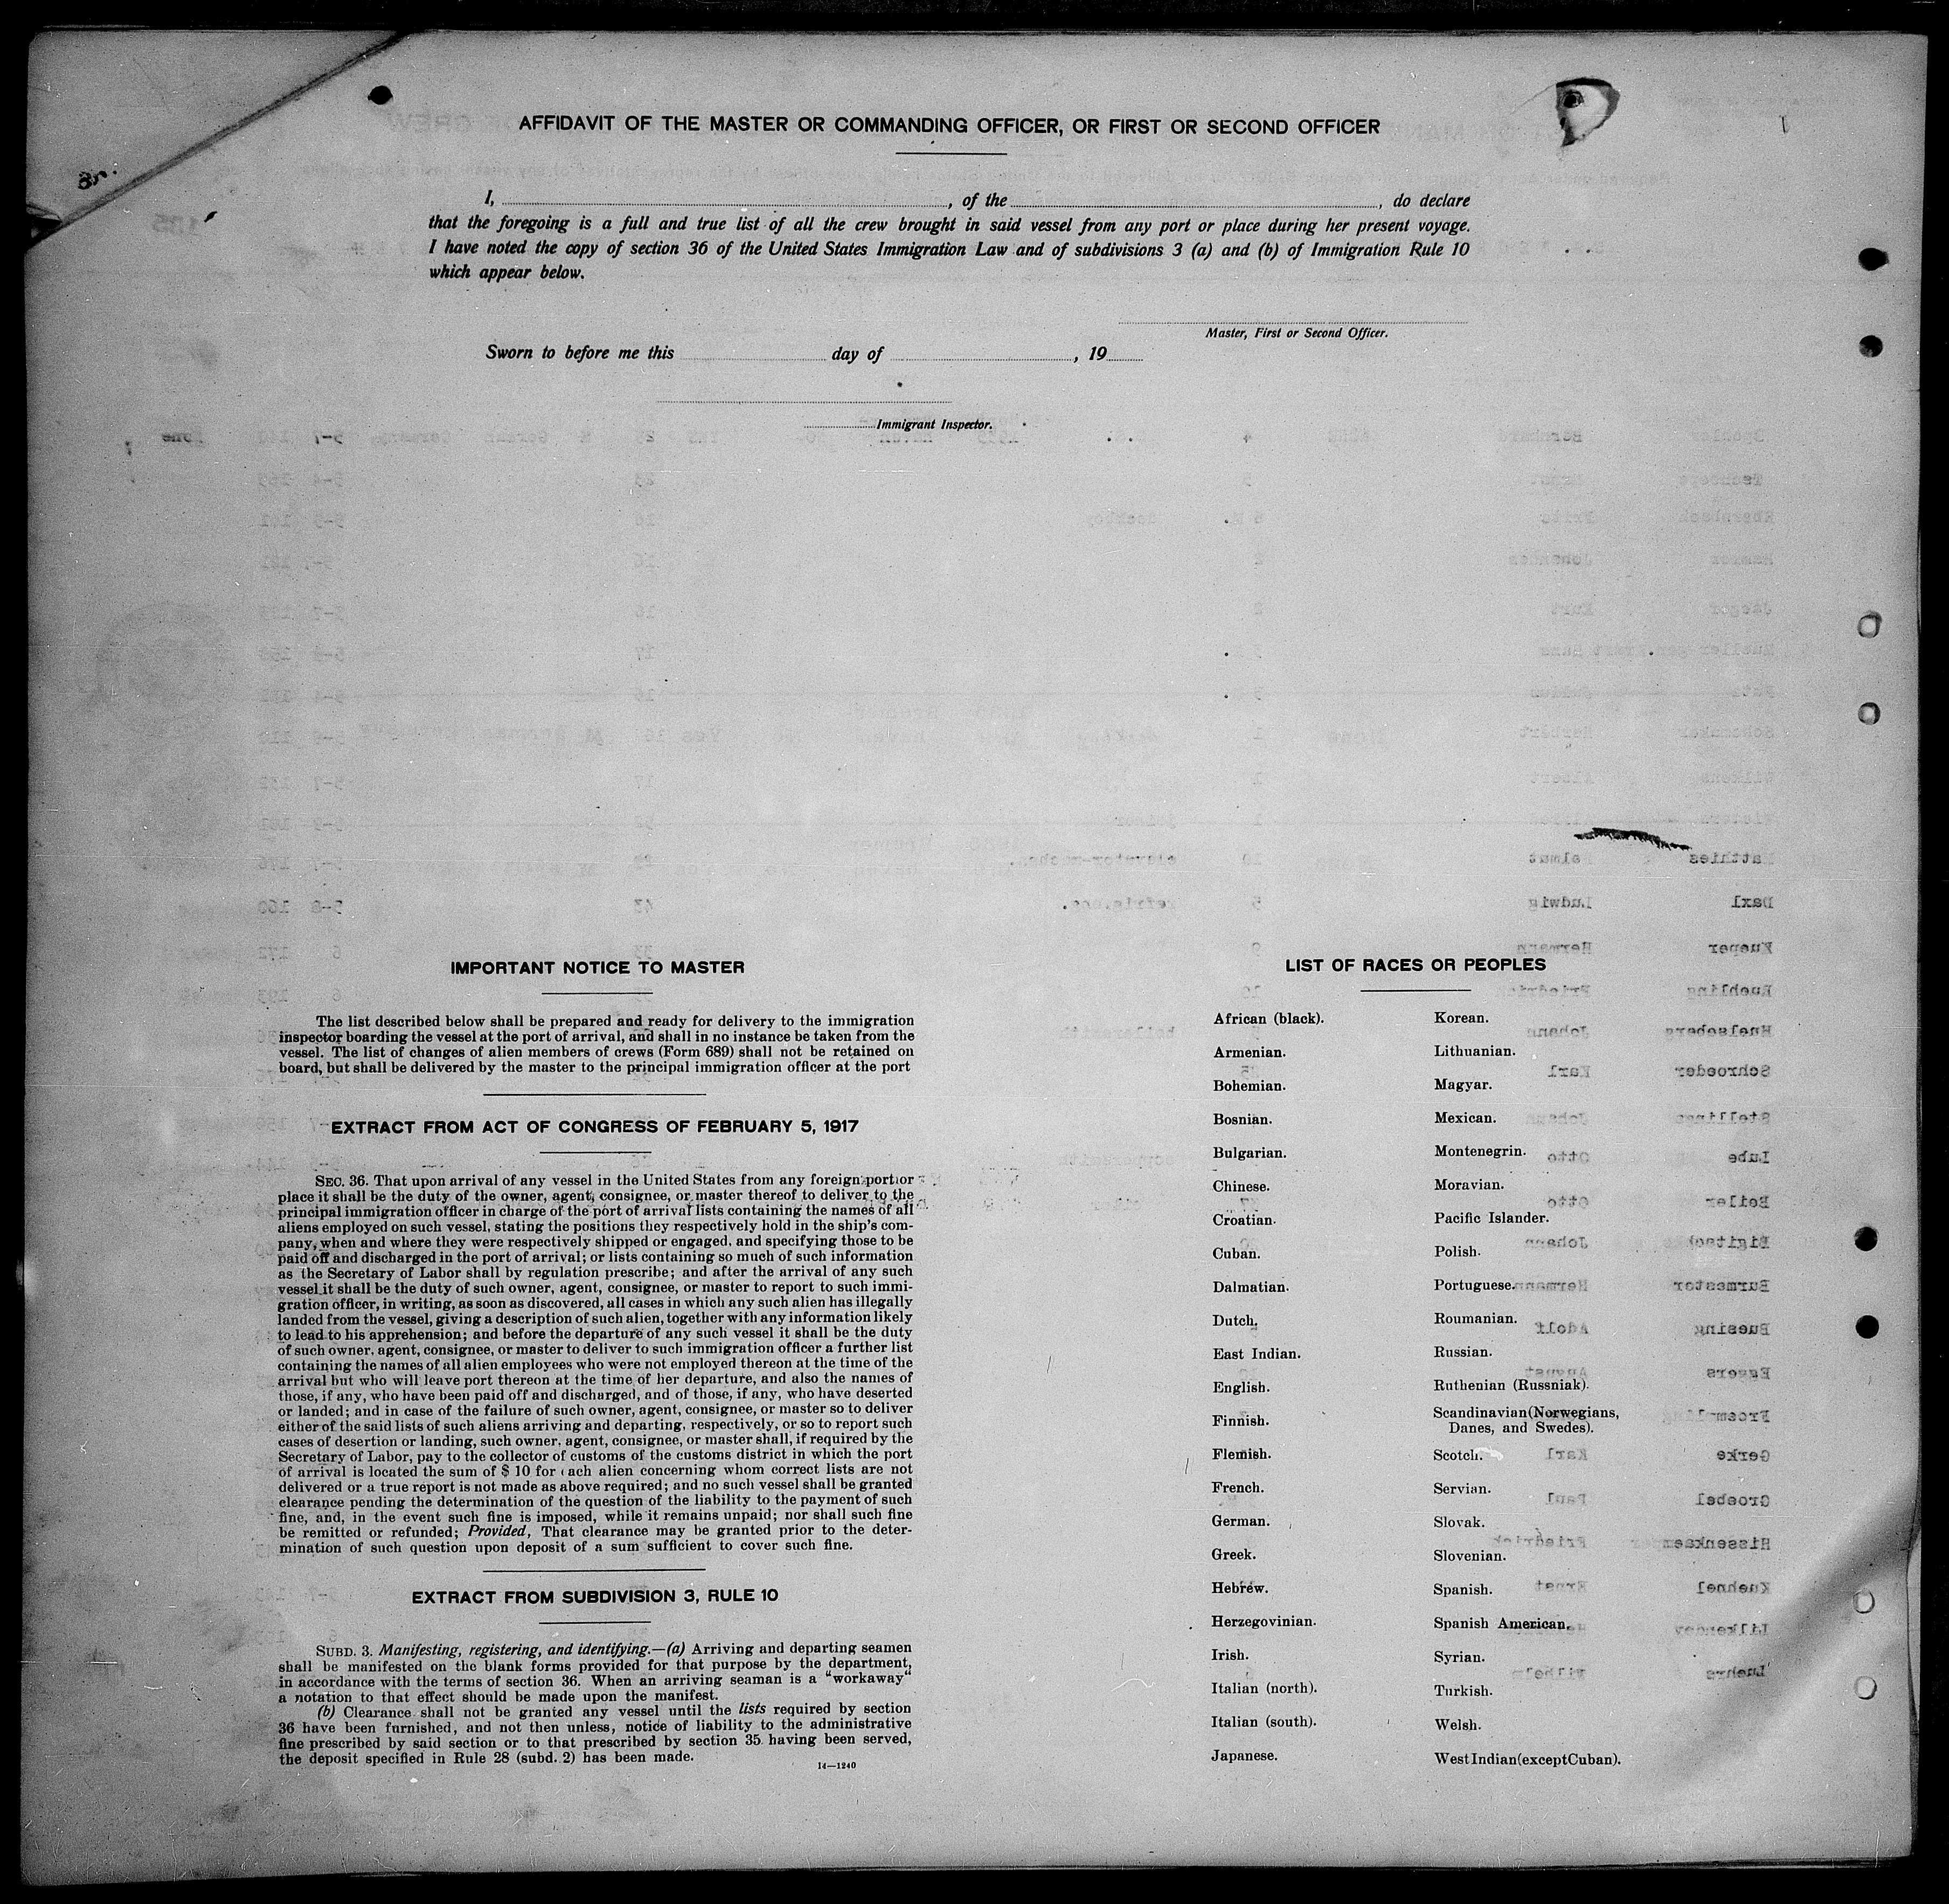 AFFIDAVIT OF THE MASTER OR COMMANDING OFFICER, OR FIRST OR SECOND OFFICER
I, , of the , do declare
that the foregoing is a full and true list of all the crew brought in said vessel from any port or place during her present voyage.
I have noted the copy of section 36 of the United States Immigration Law and of subdivisions 3 (a) and (b) of Immigration Rule 10
which appear below.
Master, First or Second Officer.
Sworn to before me this day of , 19
Immigrant Inspector.
IMPORTANT NOTICE TO MASTER
The list described below shall be prepared and ready for delivery to the immigration
inspector boarding the vessel at the port of arrival, and shall in no instance be taken from the
vessel. The list of changes of alien members of crews (Form 689) shall not be retained on
board, but shall be delivered by the master to the principal immigration officer at the port
EXTRACT FROM ACT OF CONGRESS OF FEBRUARY 5, 1917
SEC. 36. That upon arrival of any vessel in the United States from any foreign port or
place it shall be the duty of the owner, agent, consignee, or master thereof to deliver to the
principal immigration officer in charge of the port of arrival lists containing the names of all
aliens employed on such vessel, stating the positions they respectively hold in the ship's com-
pany, when and where they were respectively shipped or engaged, and specifying those to be
paid off and discharged in the port of arrival; or lists containing so much of such information
as the Secretary of Labor shall by regulation prescribe; and after the arrival of any such
vessel it shall be the duty of such owner, agent, consignee, or master to report to such immi-
gration officer, in writing, as soon as discovered, all cases in which any such alien has illegally
landed from the vessel, giving a description of such alien, together with any information likely
to lead to his apprehension; and before the departure of any such vessel it shall be the duty
of such owner, agent, consignee, or master to deliver to such immigration officer a further list
containing the names of all alien employees who were not employed thereon at the time of the
arrival but who will leave port thereon at the time of her departure, and also the names of
those, if any, who have been paid off and discharged, and of those, if any, who have deserted
or landed; and in case of the failure of such owner, agent, consignee, or master so to deliver
either of the said lists of such aliens arriving and departing, respectively, or so to report such
cases of desertion or landing, such owner, agent, consignee, or master shall, if required by the
Secretary of Labor, pay to the collector of customs of the customs district in which the port
of arrival is located the sum of $ 10 for each alien concerning whom correct lists are not
delivered or a true report is not made as above required; and no such vessel shall be granted
clearance pending the determination of the question of the liability to the payment of such
fine, and, in the event such fine is imposed, while it remains unpaid; nor shall such fine
be remitted or refunded; Provided, That clearance may be granted prior to the deter-
mination of such question upon deposit of a sum sufficient to cover such fine.
EXTRACT FROM SUBDIVISION 3, RULE 10
SUBD. 3. Manifesting, registering, and identifying.—(a) Arriving and departing seamen
shall be manifested on the blank forms provided for that purpose by the department,
in accordance with the terms of section 36. When an arriving seaman is a "workaway"
a notation to that effect should be made upon the manifest.
(b) Clearance shall not be granted any vessel until the lists required by section
36 have been furnished, and not then unless, notice of liability to the administrative
fine prescribed by said section or to that prescribed by section 35 having been served,
the deposit specified in Rule 28 (subd. 2) has been made.
14—1240
LIST OF RACES OR PEOPLES
African (black).
Armenian.
Bohemian.
Bosnian.
Bulgarian.
Chinese.
Croatian.
Cuban.
Dalmatian.
Dutch.
East Indian.
English.
Finnish.
Flemish.
French.
German.
Greek.
Hebrew.
Herzegovinian.
Irish.
Italian (north).
Italian (south).
Japanese.
Korean.
Lithuanian.
Magyar.
Mexican.
Montenegrin.
Moravian.
Pacific Islander.
Polish.
Portuguese.
Roumanian.
Russian.
Ruthenian (Russniak).
Scandinavian (Norwegians,
Danes, and Swedes).
Scotch.
Servian.
Slovak.
Slovenian.
Spanish.
Spanish American.
Syrian.
Turkish.
Welsh.
West Indian (except Cuban).